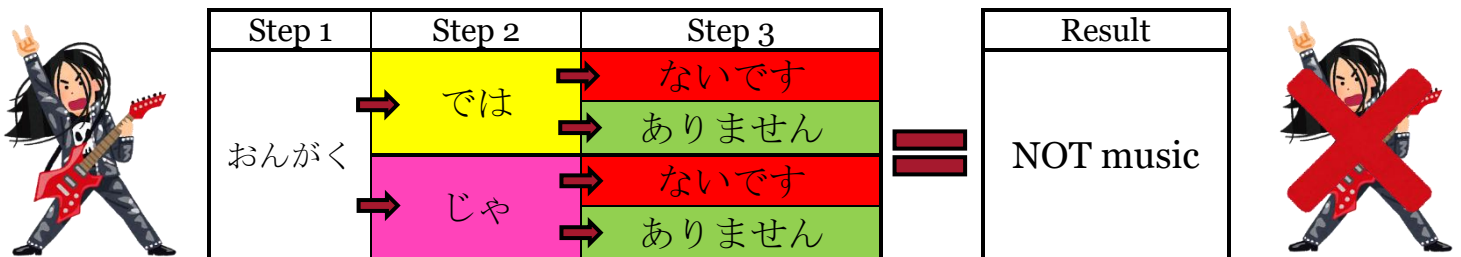 Step 1 Step 2 Step 3 Result
おんがく
では
ないです
ありません
じゃ
ないです
ありません
NOT music